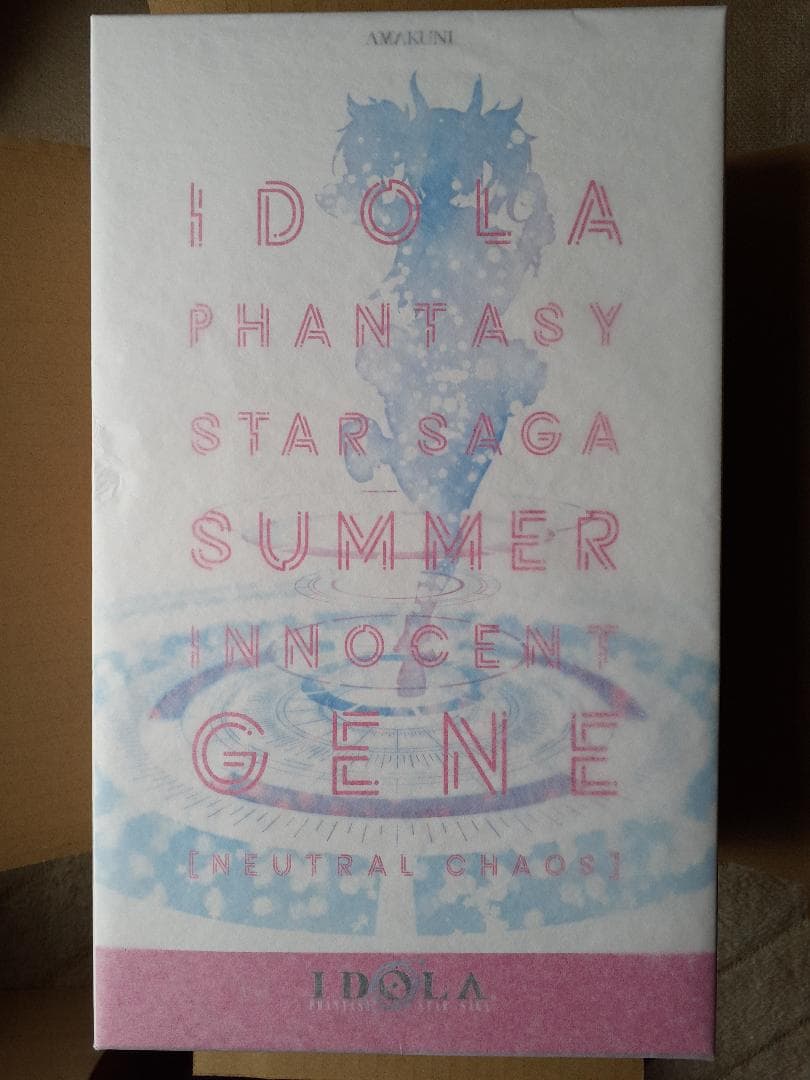 AMAKUNI
IDOLA
PHANTASY
STAR SAGA
SUMMER
INNOCENT
GENE
[NEUTRAL CHAOS]
IDOLA
PHANTASY STAR SAGA